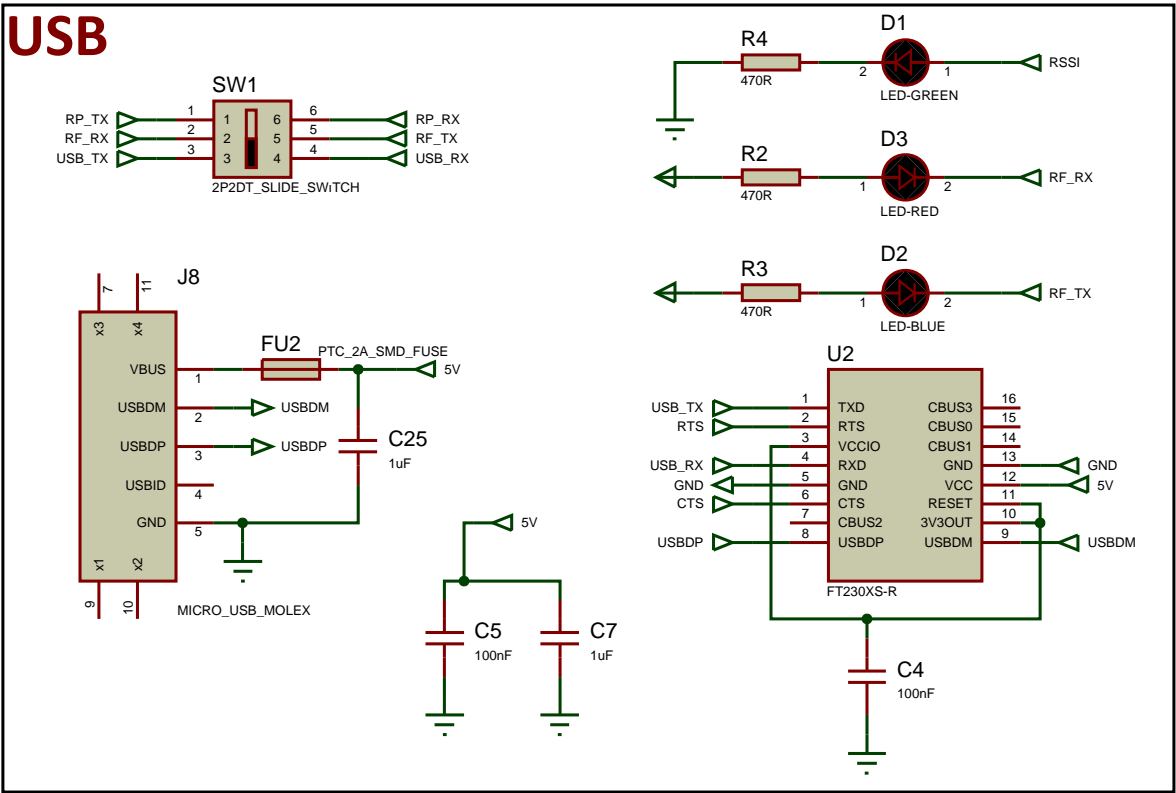 USB
SW1
RP_TX 1 1 6 6 RP_RX
RF_RX 2 2 5 5 RF_TX
USB_TX 3 3 4 4 USB_RX
2P2DT_SLIDE_SWITCH
R4
470R
D1
2 1 RSSI
LED-GREEN
R2
470R
D3
1 2 RF_RX
LED-RED
R3
470R
D2
1 2 RF_TX
LED-BLUE
J8
7 11
x3 x4
VBUS 1
USBDM 2 USBDM
USBDP 3 USBDP
USBID 4
GND 5
x1 x2
9 10
MICRO_USB_MOLEX
FU2
PTC_2A_SMD_FUSE
5V
C25
1uF
5V
C5
100nF
C7
1uF
U2
USB_TX 1 TXD CBUS3 16
RTS 2 RTS CBUS0 15
3 VCCIO CBUS1 14
USB_RX 4 RXD GND 13 GND
GND 5 GND VCC 12 5V
CTS 6 CTS RESET 11
7 CBUS2 3V3OUT 10
USBDP 8 USBDP USBDM 9 USBDM
FT230XS-R
C4
100nF